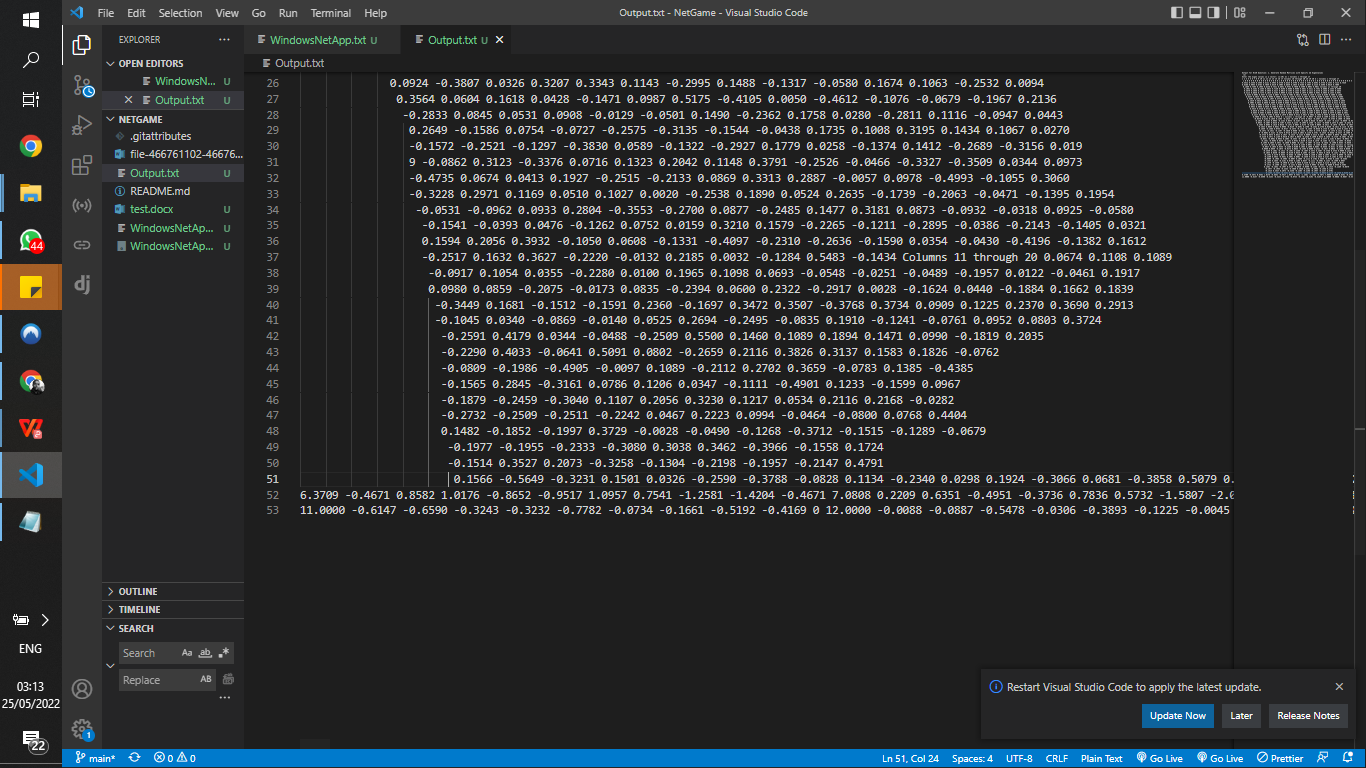 File Edit Selection View Go Run Terminal Help
Output.txt - NetGame - Visual Studio Code
EXPLORER ...
WindowsNetApp.txt U
Output.txt U
Output.txt
OPEN EDITORS
WindowsN... U
Output.txt U
NETGAME
.gitattributes
file-466761102-46676...
Output.txt U
README.md
test.docx U
WindowsNetAp... U
WindowsNetAp... U
26 0.0924 -0.3807 0.0326 0.3207 0.3343 0.1143 -0.2995 0.1488 -0.1317 -0.0580 0.1674 0.1063 -0.2532 0.0094
27 0.3564 0.0604 0.1618 0.0428 -0.1471 0.0987 0.5175 -0.4105 0.0050 -0.4612 -0.1076 -0.0679 -0.1967 0.2136
28 -0.2833 0.0845 0.0531 0.0908 -0.0129 -0.0501 0.1490 -0.2362 0.1758 0.0280 -0.2811 0.1116 -0.0947 0.0443
29 0.2649 -0.1586 0.0754 -0.0727 -0.2575 -0.3135 -0.1544 -0.0438 0.1735 0.1008 0.3195 0.1434 0.1067 0.0270
30 -0.1572 -0.2521 -0.1297 -0.3830 0.0589 -0.1322 -0.2927 0.1779 0.0258 -0.1374 0.1412 -0.2689 -0.3156 0.019
31 9 -0.0862 0.3123 -0.3376 0.0716 0.1323 0.2042 0.1148 0.3791 -0.2526 -0.0466 -0.3327 -0.3509 0.0344 0.0973
32 -0.4735 0.0674 0.0413 0.1927 -0.2515 -0.2133 0.0869 0.3313 0.2887 -0.0057 0.0978 -0.4993 -0.1055 0.3060
33 -0.3228 0.2971 0.1169 0.0510 0.1027 0.0020 -0.2538 0.1890 0.0524 0.2635 -0.1739 -0.2063 -0.0471 -0.1395 0.1954
34 -0.0531 -0.0962 0.0933 0.2804 -0.3553 -0.2700 0.0877 -0.2485 0.1477 0.3181 0.0873 -0.0932 -0.0318 0.0925 -0.0580
35 -0.1541 -0.0393 0.0476 -0.1262 0.0752 0.0159 0.3210 0.1579 -0.2265 -0.1211 -0.2895 -0.0386 -0.2143 -0.1405 0.0321
36 0.1594 0.2056 0.3932 -0.1050 0.0608 -0.1331 -0.4097 -0.2310 -0.2636 -0.1590 0.0354 -0.0430 -0.4196 -0.1382 0.1612
37 -0.2517 0.1632 0.3627 -0.2220 -0.0132 0.2185 0.0032 -0.1284 0.5483 -0.1434 Columns 11 through 20 0.0674 0.1108 0.1089
38 -0.0917 0.1054 0.0355 -0.2280 0.0100 0.1965 0.1098 0.0693 -0.0548 -0.0251 -0.0489 -0.1957 0.0122 -0.0461 0.1917
39 0.0980 0.0859 -0.2075 -0.0173 0.0835 -0.2394 0.0600 0.2322 -0.2917 0.0028 -0.1624 0.0440 -0.1884 0.1662 0.1839
40 -0.3449 0.1681 -0.1512 -0.1591 0.2360 -0.1697 0.3472 0.3507 -0.3768 0.3734 0.0909 0.1225 0.2370 0.3690 0.2913
41 -0.1045 0.0340 -0.0869 -0.0140 0.0525 0.2694 -0.2495 -0.0835 0.1910 -0.1241 -0.0761 0.0952 0.0803 0.3724
42 -0.2591 0.4179 0.0344 -0.0488 -0.2509 0.5500 0.1460 0.1089 0.1894 0.1471 0.0990 -0.1819 0.2035
43 -0.2290 0.4033 -0.0641 0.5091 0.0802 -0.2659 0.2116 0.3826 0.3137 0.1583 0.1826 -0.0762
44 -0.0809 -0.1986 -0.4905 -0.0097 0.1089 -0.2112 0.2702 0.3659 -0.0783 0.1385 -0.4385
45 -0.1565 0.2845 -0.3161 0.0786 0.1206 0.0347 -0.1111 -0.4901 0.1233 -0.1599 0.0967
46 -0.1879 -0.2459 -0.3040 0.1107 0.2056 0.3230 0.1217 0.0534 0.2116 0.2168 -0.0282
47 -0.2732 -0.2509 -0.2511 -0.2242 0.0467 0.2223 0.0994 -0.0464 -0.0800 0.0768 0.4404
48 0.1482 -0.1852 -0.1997 0.3729 -0.0028 -0.0490 -0.1268 -0.3712 -0.1515 -0.1289 -0.0679
49 -0.1977 -0.1955 -0.2333 -0.3080 0.3038 0.3462 -0.3966 -0.1558 0.1724
50 -0.1514 0.3527 0.2073 -0.3258 -0.1304 -0.2198 -0.1957 -0.2147 0.4791
51 0.1566 -0.5649 -0.3231 0.1501 0.0326 -0.2590 -0.3788 -0.0828 0.1134 -0.2340 0.0298 0.1924 -0.3066 0.0681 -0.3858 0.5079 0.
52 6.3709 -0.4671 0.8582 1.0176 -0.8652 -0.9517 1.0957 0.7541 -1.2581 -1.4204 -0.4671 7.0808 0.2209 0.6351 -0.4951 -0.3736 0.7836 0.5732 -1.5807 -2.0
53 11.0000 -0.6147 -0.6590 -0.3243 -0.3232 -0.7782 -0.0734 -0.1661 -0.5192 -0.4169 0 12.0000 -0.0088 -0.0887 -0.5478 -0.0306 -0.3893 -0.1225 -0.0045
OUTLINE
TIMELINE
SEARCH
Search Aa ab
Replace AB
...
44
dj
ENG
03:13
25/05/2022
22
1
Restart Visual Studio Code to apply the latest update.
Update Now Later Release Notes
main* 0 0 Ln 51, Col 24 Spaces: 4 UTF-8 CRLF Plain Text Go Live Go Live Prettier